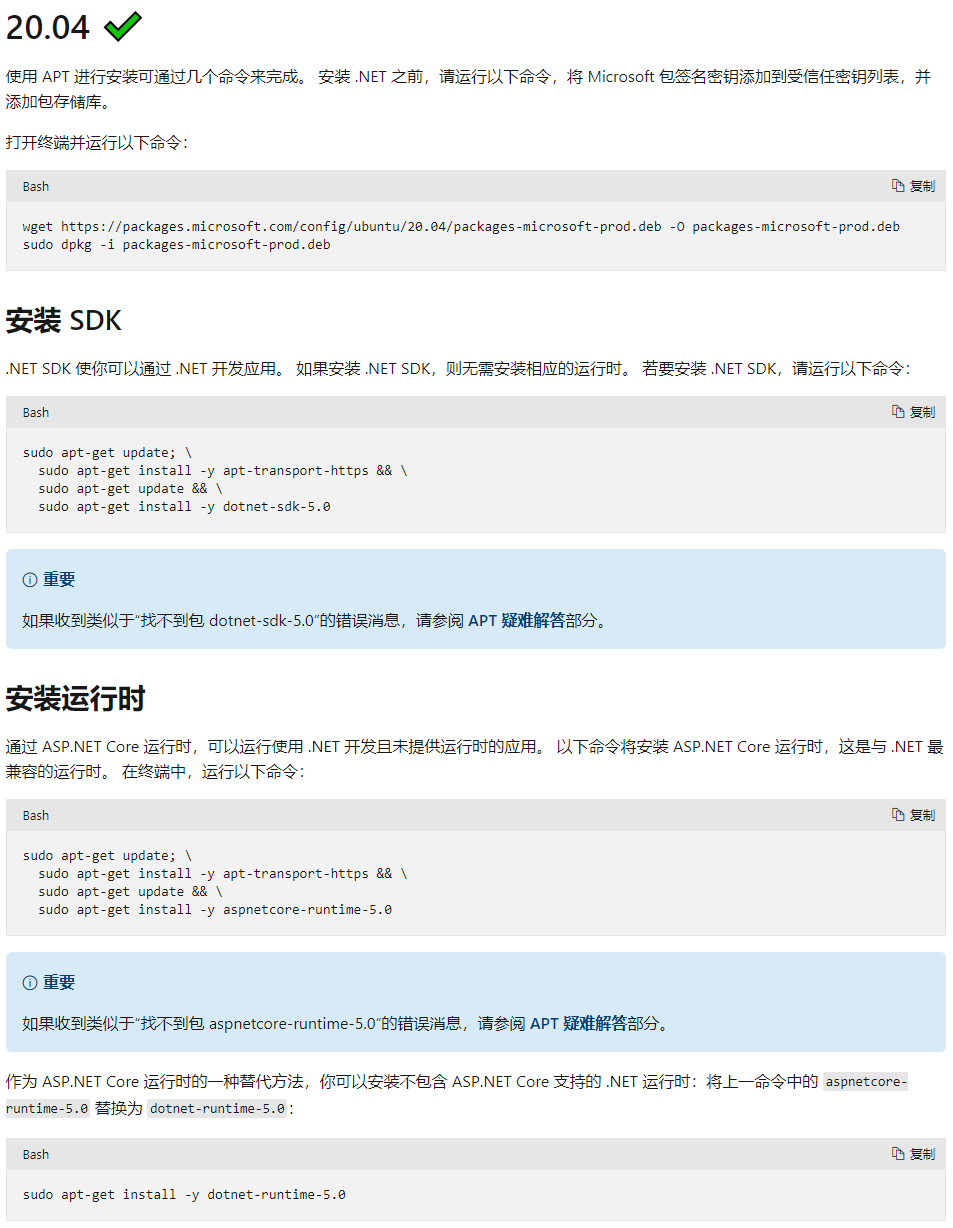 20.04
使用 APT 进行安装可通过几个命令来完成。 安装 .NET 之前，请运行以下命令，将 Microsoft 包签名密钥添加到受信任密钥列表，并
添加包存储库。
打开终端并运行以下命令：
Bash 复制
wget https://packages.microsoft.com/config/ubuntu/20.04/packages-microsoft-prod.deb -O packages-microsoft-prod.deb
sudo dpkg -i packages-microsoft-prod.deb
安装 SDK
.NET SDK 使你可以通过 .NET 开发应用。 如果安装 .NET SDK，则无需安装相应的运行时。 若要安装 .NET SDK，请运行以下命令：
Bash 复制
sudo apt-get update; \
  sudo apt-get install -y apt-transport-https && \
  sudo apt-get update && \
  sudo apt-get install -y dotnet-sdk-5.0
重要
如果收到类似于“找不到包 dotnet-sdk-5.0”的错误消息，请参阅 APT 疑难解答部分。
安装运行时
通过 ASP.NET Core 运行时，可以运行使用 .NET 开发且未提供运行时的应用。 以下命令将安装 ASP.NET Core 运行时，这是与 .NET 最
兼容的运行时。 在终端中，运行以下命令：
Bash 复制
sudo apt-get update; \
  sudo apt-get install -y apt-transport-https && \
  sudo apt-get update && \
  sudo apt-get install -y aspnetcore-runtime-5.0
重要
如果收到类似于“找不到包 aspnetcore-runtime-5.0”的错误消息，请参阅 APT 疑难解答部分。
作为 ASP.NET Core 运行时的一种替代方法，你可以安装不包含 ASP.NET Core 支持的 .NET 运行时：将上一命令中的 aspnetcore-
runtime-5.0 替换为 dotnet-runtime-5.0：
Bash 复制
sudo apt-get install -y dotnet-runtime-5.0